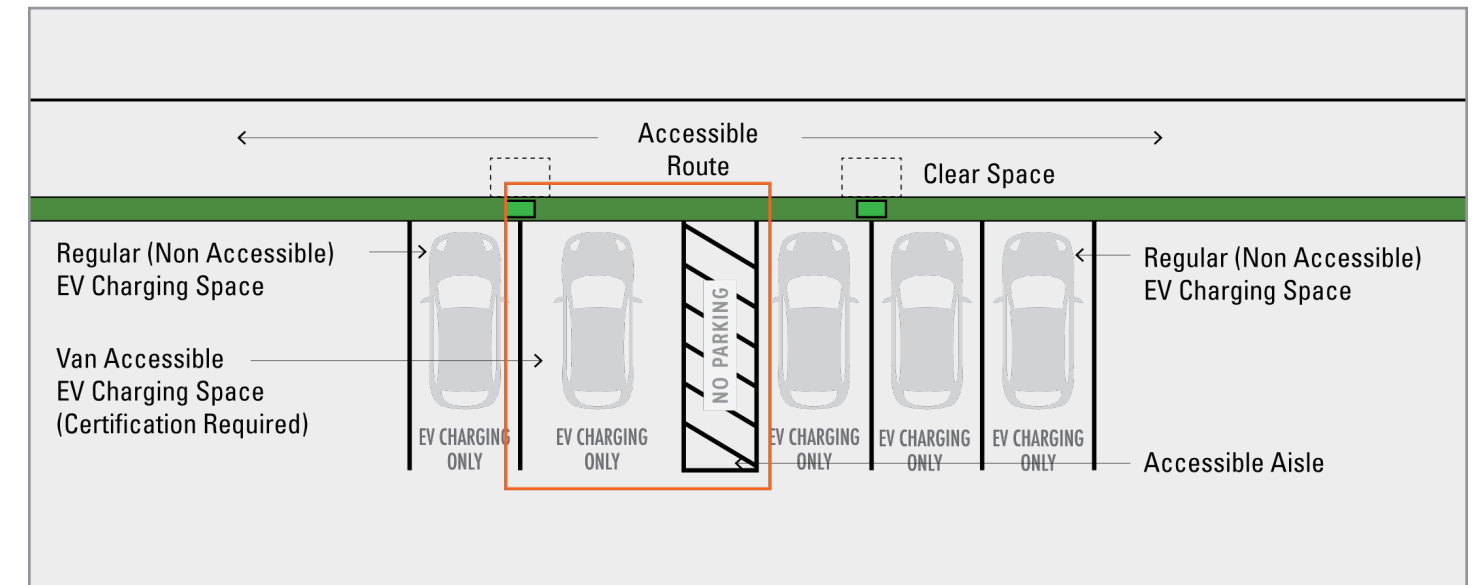 Accessible
Route
Clear Space
Regular (Non Accessible)
EV Charging Space
Regular (Non Accessible)
EV Charging Space
Van Accessible
EV Charging Space
(Certification Required)
NO PARKING
EV CHARGING
ONLY
EV CHARGING
ONLY
EV CHARGING
ONLY
EV CHARGING
ONLY
EV CHARGING
ONLY
Accessible Aisle